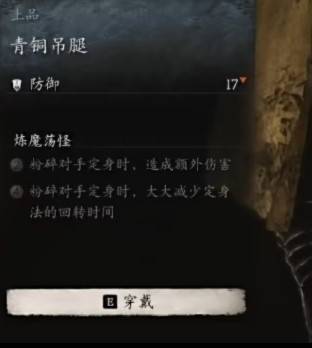 上品
青铜吊腿
防御 17
炼魔荡怪
粉碎对手定身时，造成额外伤害
粉碎对手定身时，大大减少定身
法的回转时间
E 穿戴